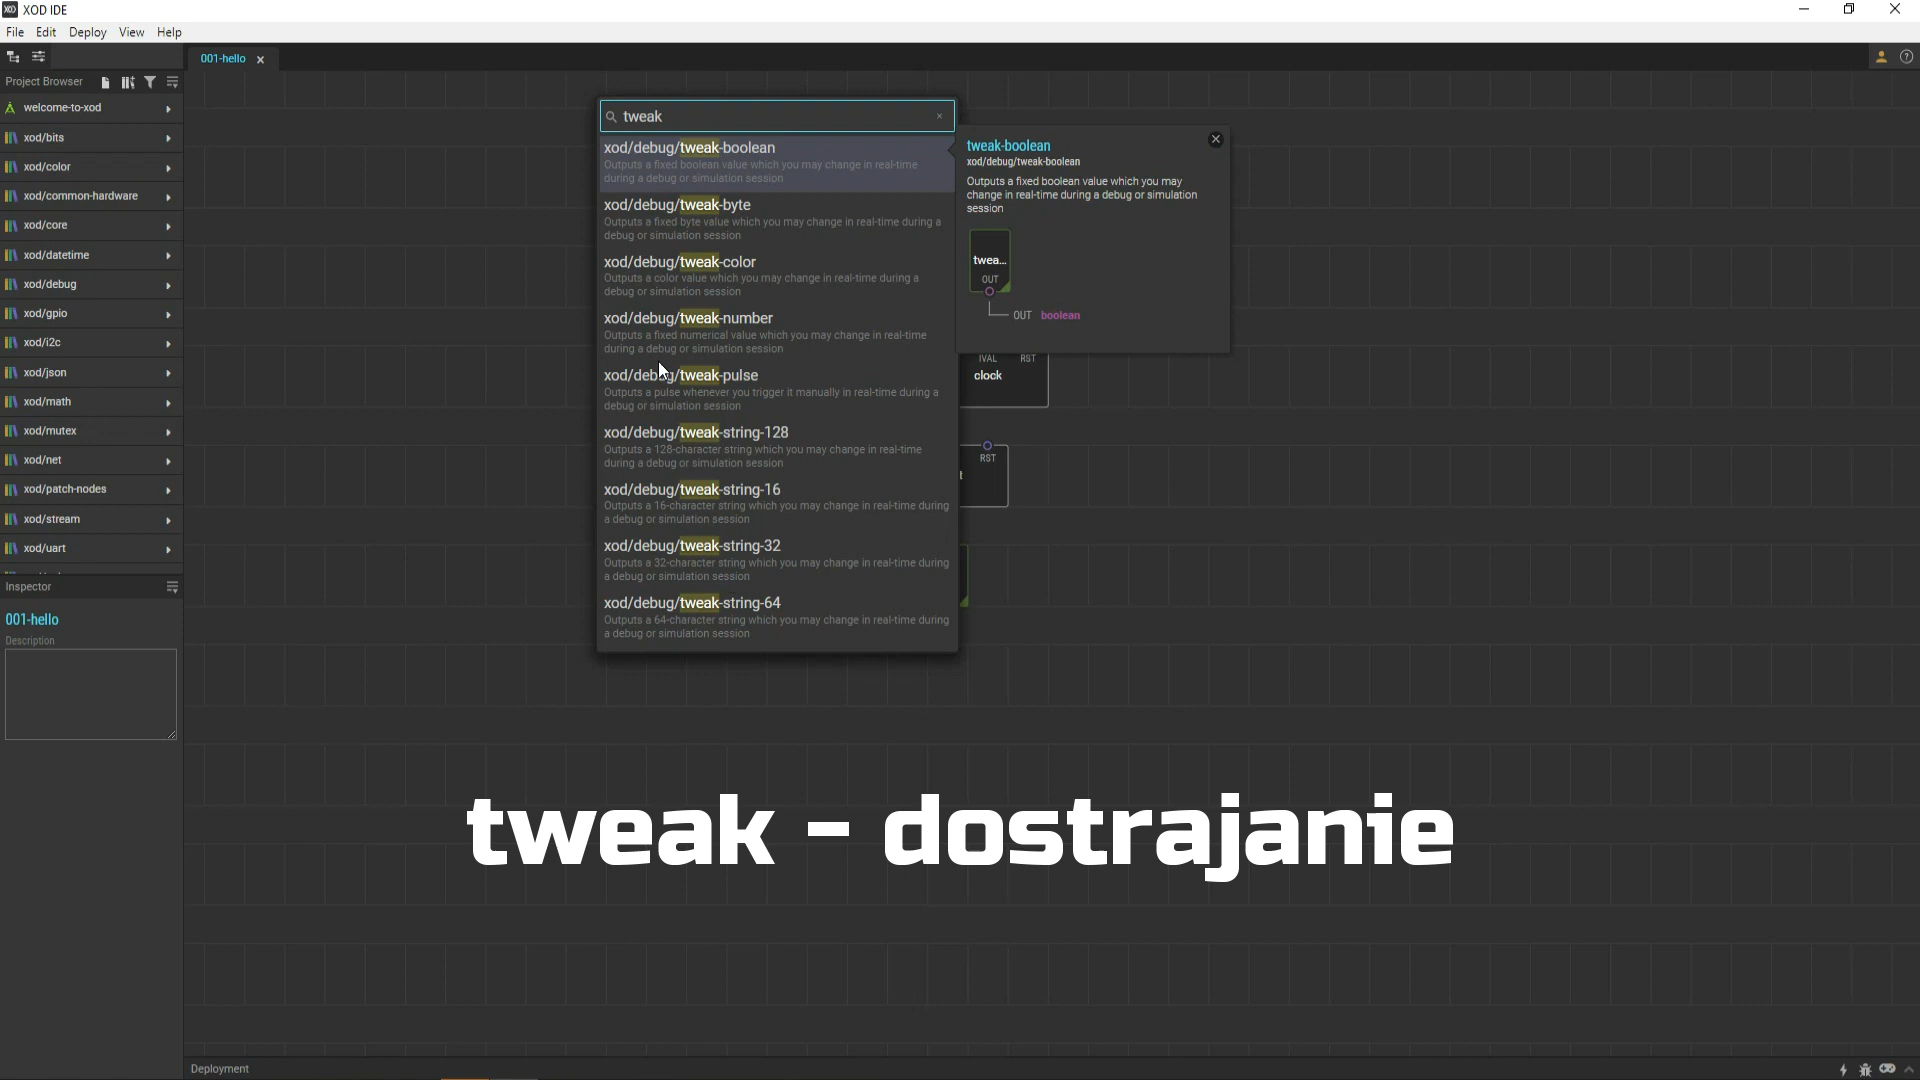 XOD IDE
File Edit Deploy View Help
001-hello
Project Browser
welcome-to-xod
xod/bits
xod/color
xod/common-hardware
xod/core
xod/datetime
xod/debug
xod/gpio
xod/i2c
xod/json
xod/math
xod/mutex
xod/net
xod/patch-nodes
xod/stream
xod/uart
Inspector
001-hello
Description
tweak
xod/debug/tweak-boolean
Outputs a fixed boolean value which you may change in real-time
during a debug or simulation session
xod/debug/tweak-byte
Outputs a fixed byte value which you may change in real-time during a
debug or simulation session
xod/debug/tweak-color
Outputs a color value which you may change in real-time during a
debug or simulation session
xod/debug/tweak-number
Outputs a fixed numerical value which you may change in real-time
during a debug or simulation session
xod/debug/tweak-pulse
Outputs a pulse whenever you trigger it manually in real-time during a
debug or simulation session
xod/debug/tweak-string-128
Outputs a 128-character string which you may change in real-time
during a debug or simulation session
xod/debug/tweak-string-16
Outputs a 16-character string which you may change in real-time during
a debug or simulation session
xod/debug/tweak-string-32
Outputs a 32-character string which you may change in real-time during
a debug or simulation session
xod/debug/tweak-string-64
Outputs a 64-character string which you may change in real-time during
a debug or simulation session
tweak-boolean
xod/debug/tweak-boolean
Outputs a fixed boolean value which you may
change in real-time during a debug or simulation
session
twea...
OUT
OUT boolean
IVAL RST
clock
RST
tweak - dostrajanie
Deployment